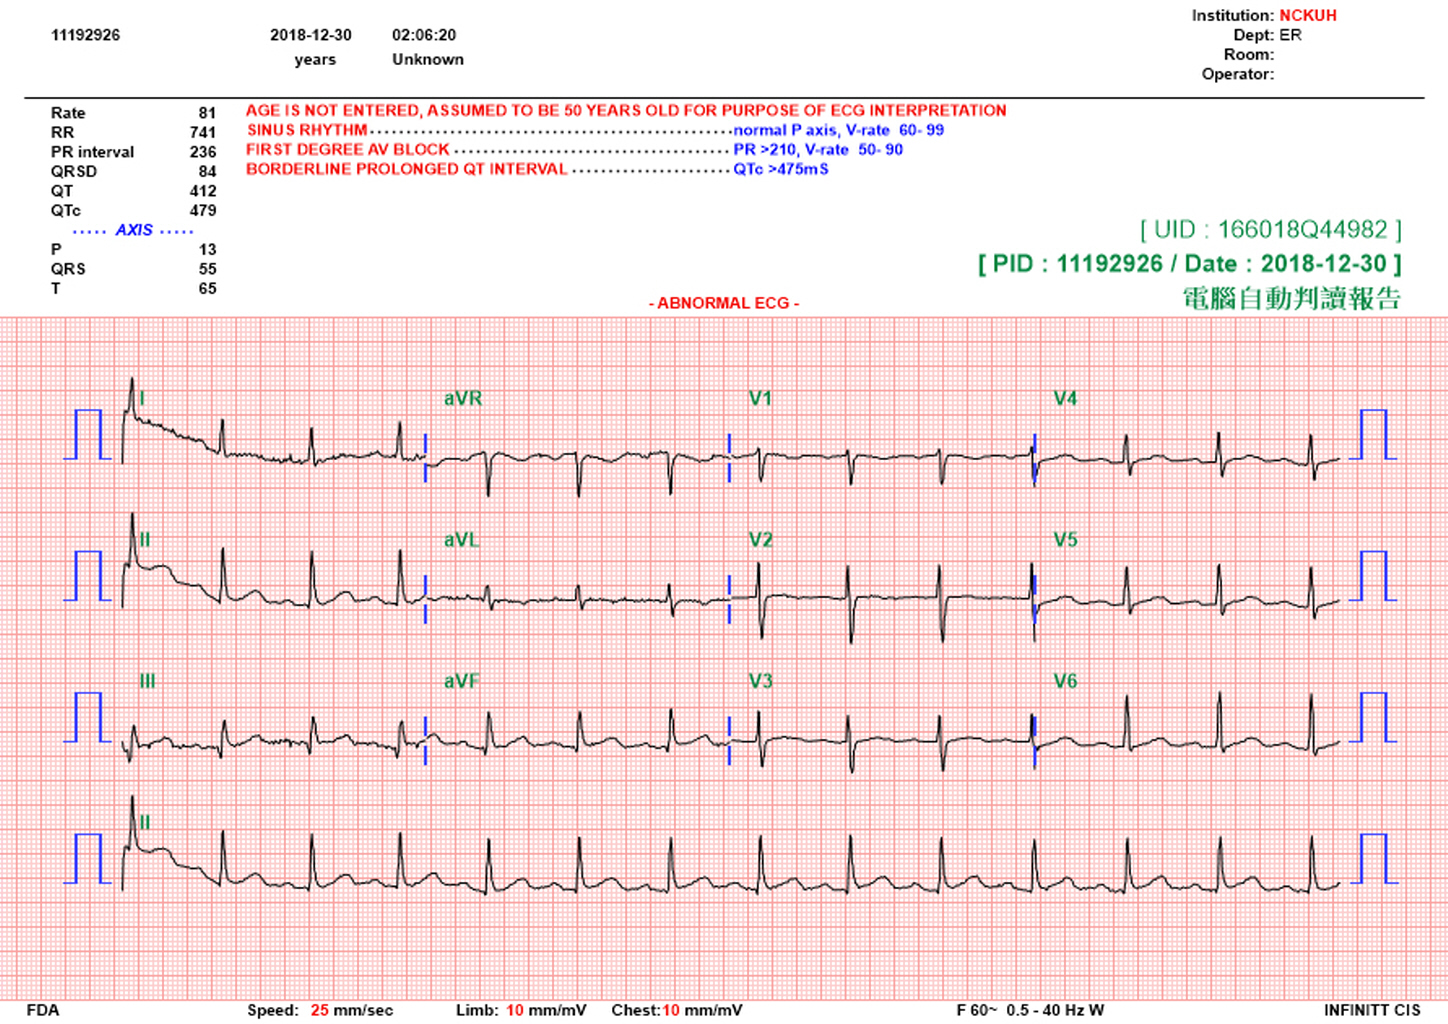 Institution: NCKUH
11192926 2018-12-30 02:06:20
Dept: ER
years Unknown
Room:
Operator:
Rate 81
AGE IS NOT ENTERED, ASSUMED TO BE 50 YEARS OLD FOR PURPOSE OF ECG INTERPRETATION
RR 741
SINUS RHYTHM normal P axis, V-rate 60- 99
PR interval 236
FIRST DEGREE AV BLOCK PR >210, V-rate 50- 90
QRSD 84
BORDERLINE PROLONGED QT INTERVAL QTc >475mS
QT 412
QTc 479
AXIS
P 13
QRS 55
T 65
[ UID : 166018Q44982 ]
[ PID : 11192926 / Date : 2018-12-30 ]
電腦自動判讀報告
- ABNORMAL ECG -
I aVR V1 V4
II aVL V2 V5
III aVF V3 V6
II
FDA Speed: 25 mm/sec Limb: 10 mm/mV Chest:10 mm/mV F 60~ 0.5 - 40 Hz W INFINITT CIS